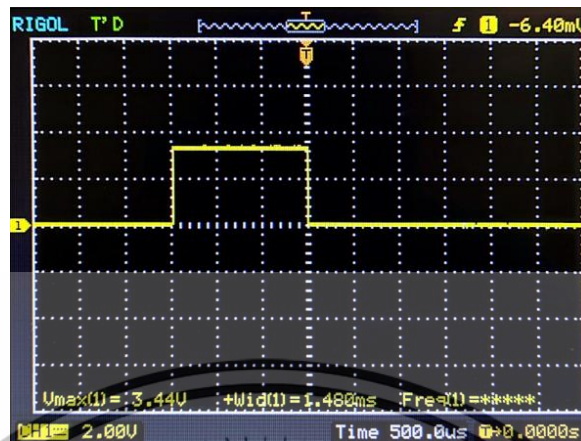 RIGOL T'D T f 1 -6.40mV
T
1
Vmax(1)= 3.44V +Wid(1)=1.480ms Freq(1)=*****
CH1 2.00V Time 500.0us T→0.0000s